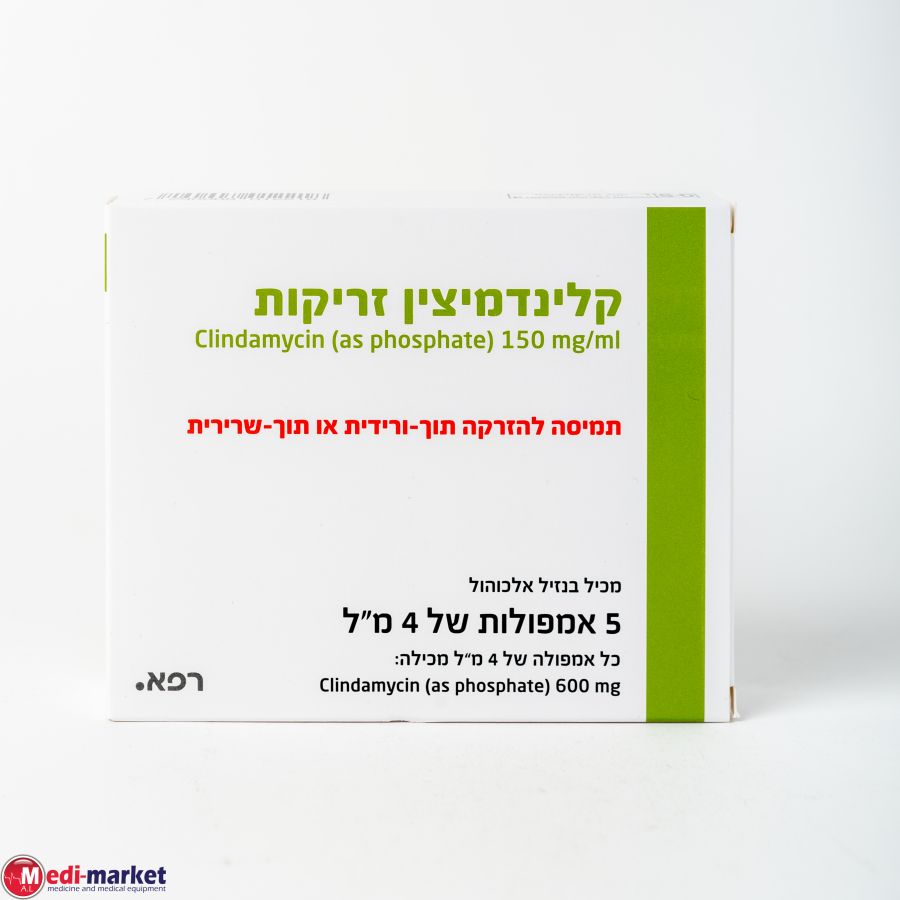 קלינדמיצין זריקות
Clindamycin (as phosphate) 150 mg/ml
תמיסה להזרקה תוך-ורידית או תוך-שרירית
מכיל בנזיל אלכוהול
5 אמפולות של 4 מ"ל
כל אמפולה של 4 מ"ל מכילה:
Clindamycin (as phosphate) 600 mg
רפא.
Medi-market
A.L
medicine and medical equipment